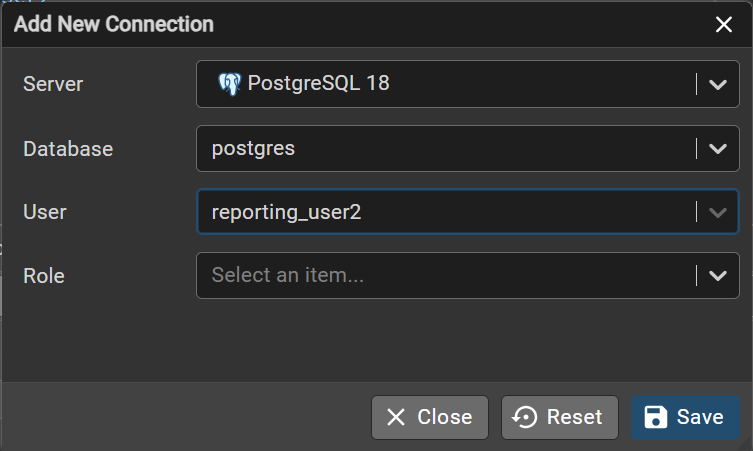 Add New Connection
Server
PostgreSQL 18
Database
postgres
User
reporting_user2
Role
Select an item...
Close
Reset
Save